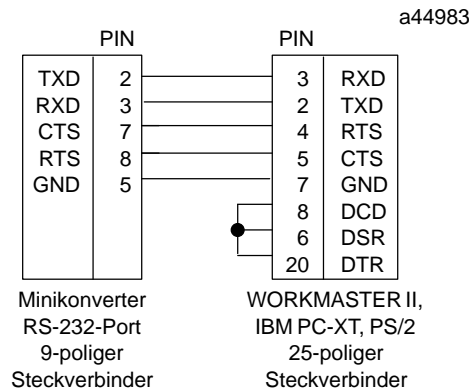 a44983
PIN PIN
TXD 2 3 RXD
RXD 3 2 TXD
CTS 7 4 RTS
RTS 8 5 CTS
GND 5 7 GND
8 DCD
6 DSR
20 DTR
Minikonverter
RS-232-Port
9-poliger
Steckverbinder
WORKMASTER II,
IBM PC-XT, PS/2
25-poliger
Steckverbinder